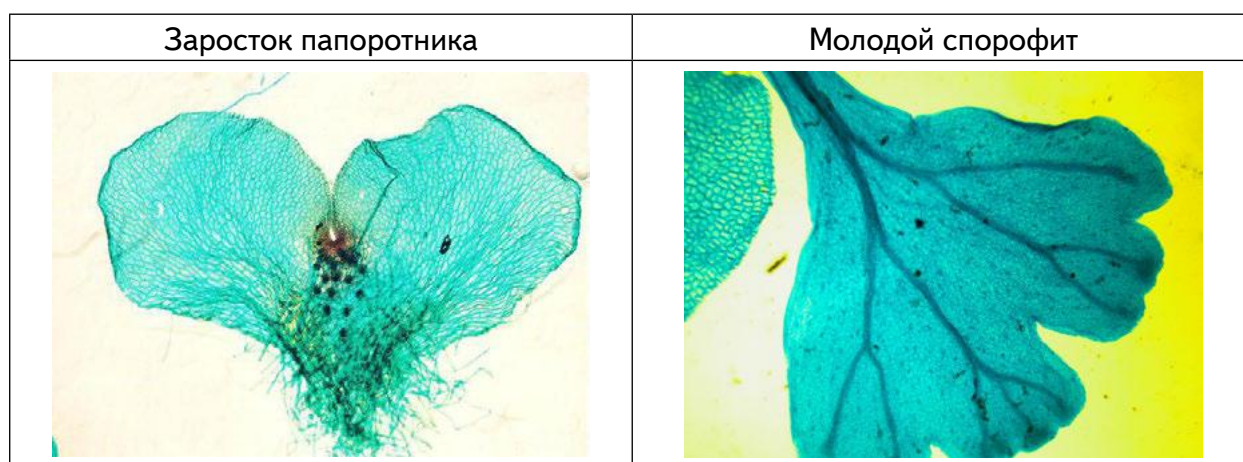 Заросток папоротника
Молодой спорофит